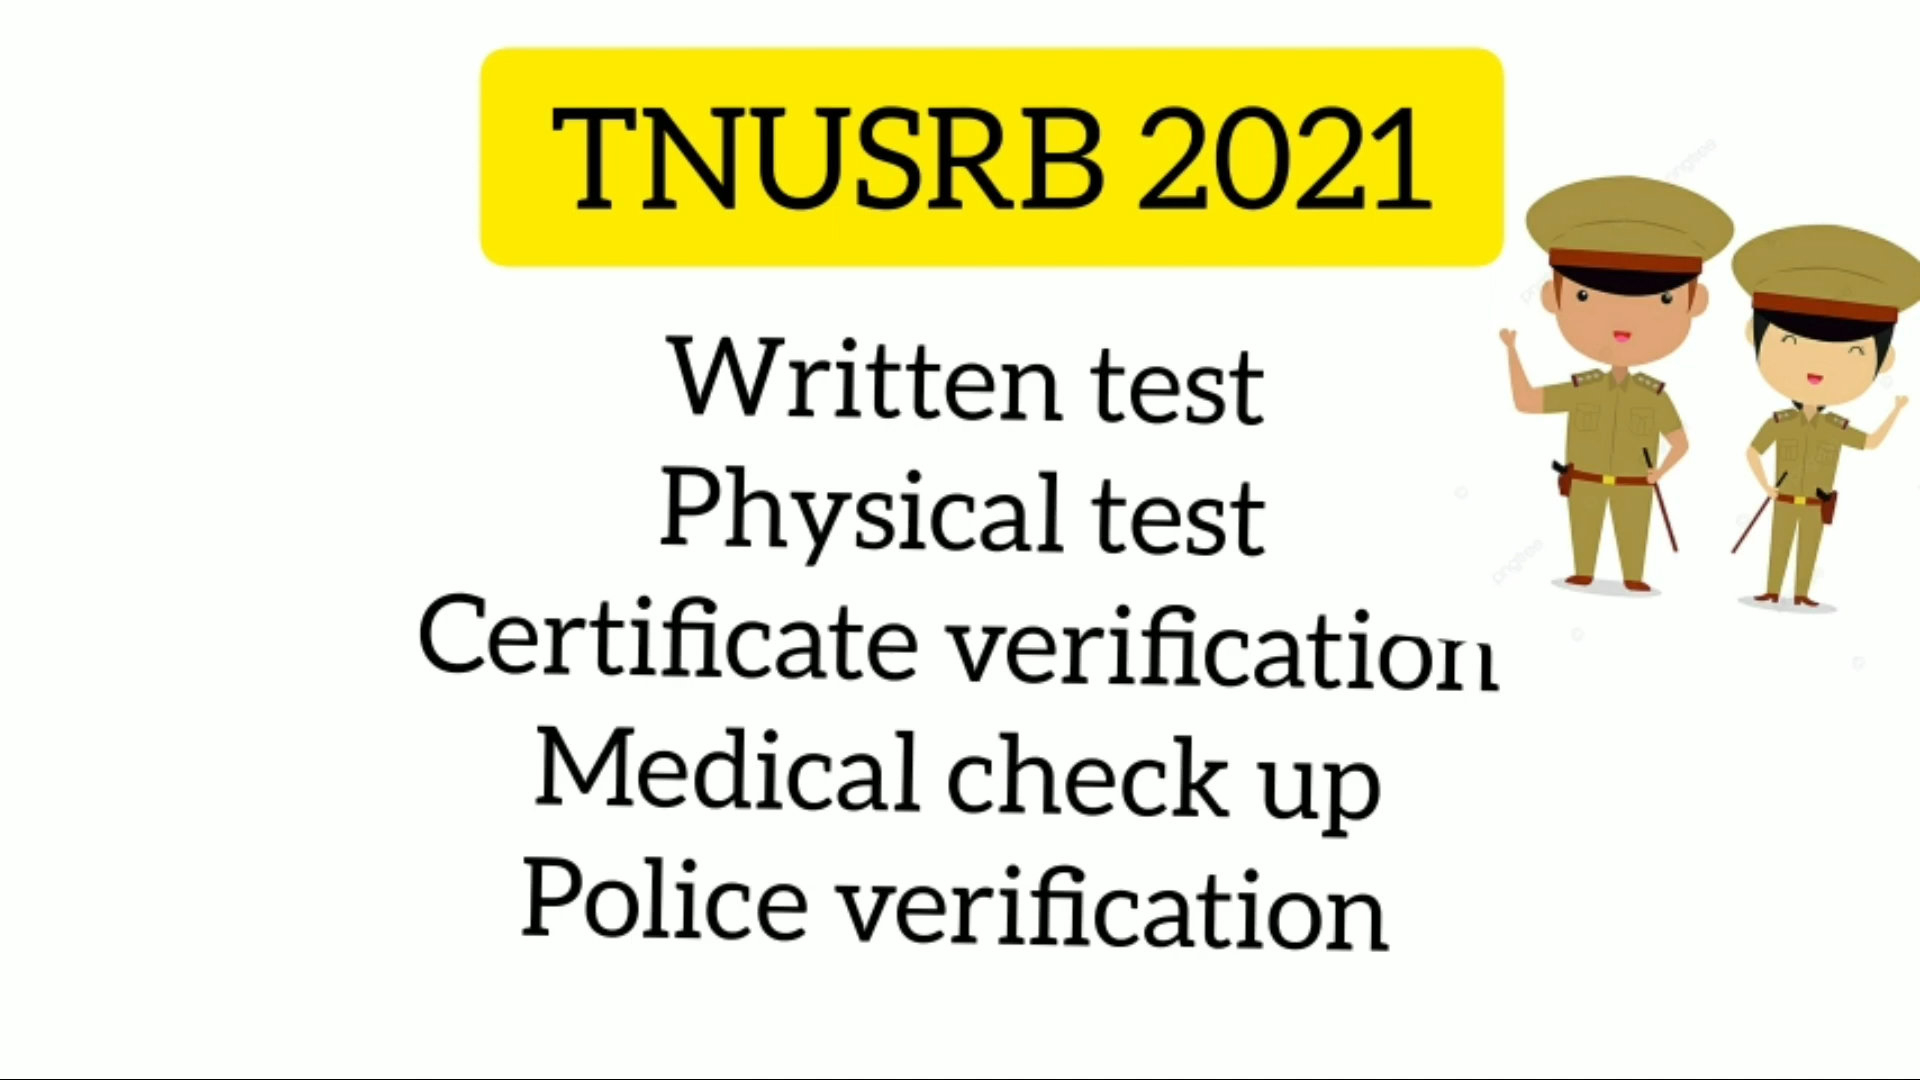 TNUSRB 2021
Written test
Physical test
Certificate verification
Medical check up
Police verification